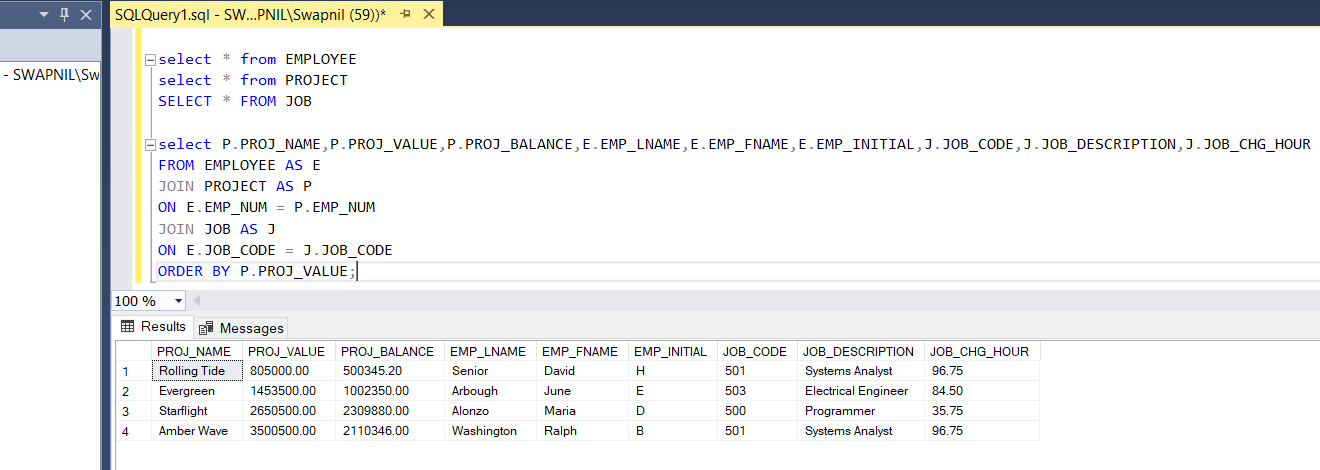 SQLQuery1.sql - SW...PNIL\Swapnil (59))*
- SWAPNIL\Sw
select * from EMPLOYEE
select * from PROJECT
SELECT * FROM JOB
select P.PROJ_NAME,P.PROJ_VALUE,P.PROJ_BALANCE,E.EMP_LNAME,E.EMP_FNAME,E.EMP_INITIAL,J.JOB_CODE,J.JOB_DESCRIPTION,J.JOB_CHG_HOUR
FROM EMPLOYEE AS E
JOIN PROJECT AS P
ON E.EMP_NUM = P.EMP_NUM
JOIN JOB AS J
ON E.JOB_CODE = J.JOB_CODE
ORDER BY P.PROJ_VALUE;
100 %
Results Messages
PROJ_NAME PROJ_VALUE PROJ_BALANCE EMP_LNAME EMP_FNAME EMP_INITIAL JOB_CODE JOB_DESCRIPTION JOB_CHG_HOUR
1 Rolling Tide 805000.00 500345.20 Senior David H 501 Systems Analyst 96.75
2 Evergreen 1453500.00 1002350.00 Arbough June E 503 Electrical Engineer 84.50
3 Starflight 2650500.00 2309880.00 Alonzo Maria D 500 Programmer 35.75
4 Amber Wave 3500500.00 2110346.00 Washington Ralph B 501 Systems Analyst 96.75